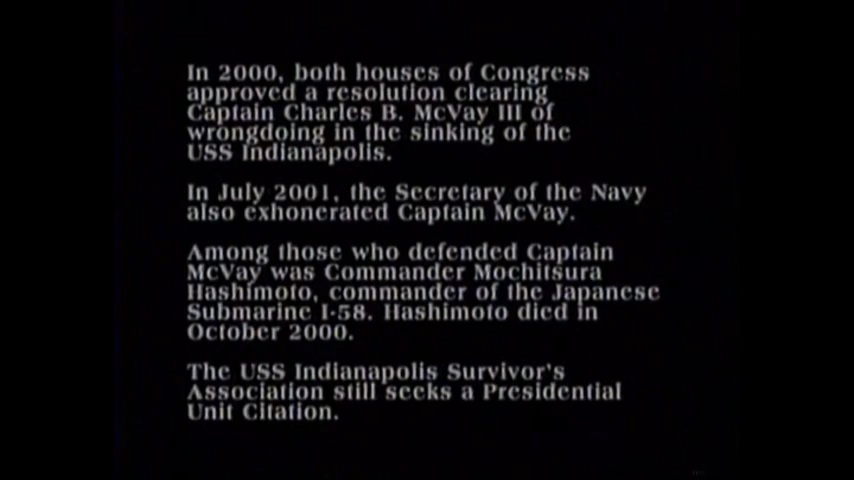 In 2000, both houses of Congress
approved a resolution clearing
Captain Charles B. McVay III of
wrongdoing in the sinking of the
USS Indianapolis.
In July 2001, the Secretary of the Navy
also exhonerated Captain McVay.
Among those who defended Captain
McVay was Commander Mochitsura
Hashimoto, commander of the Japanese
Submarine I-58. Hashimoto died in
October 2000.
The USS Indianapolis Survivor's
Association still seeks a Presidential
Unit Citation.